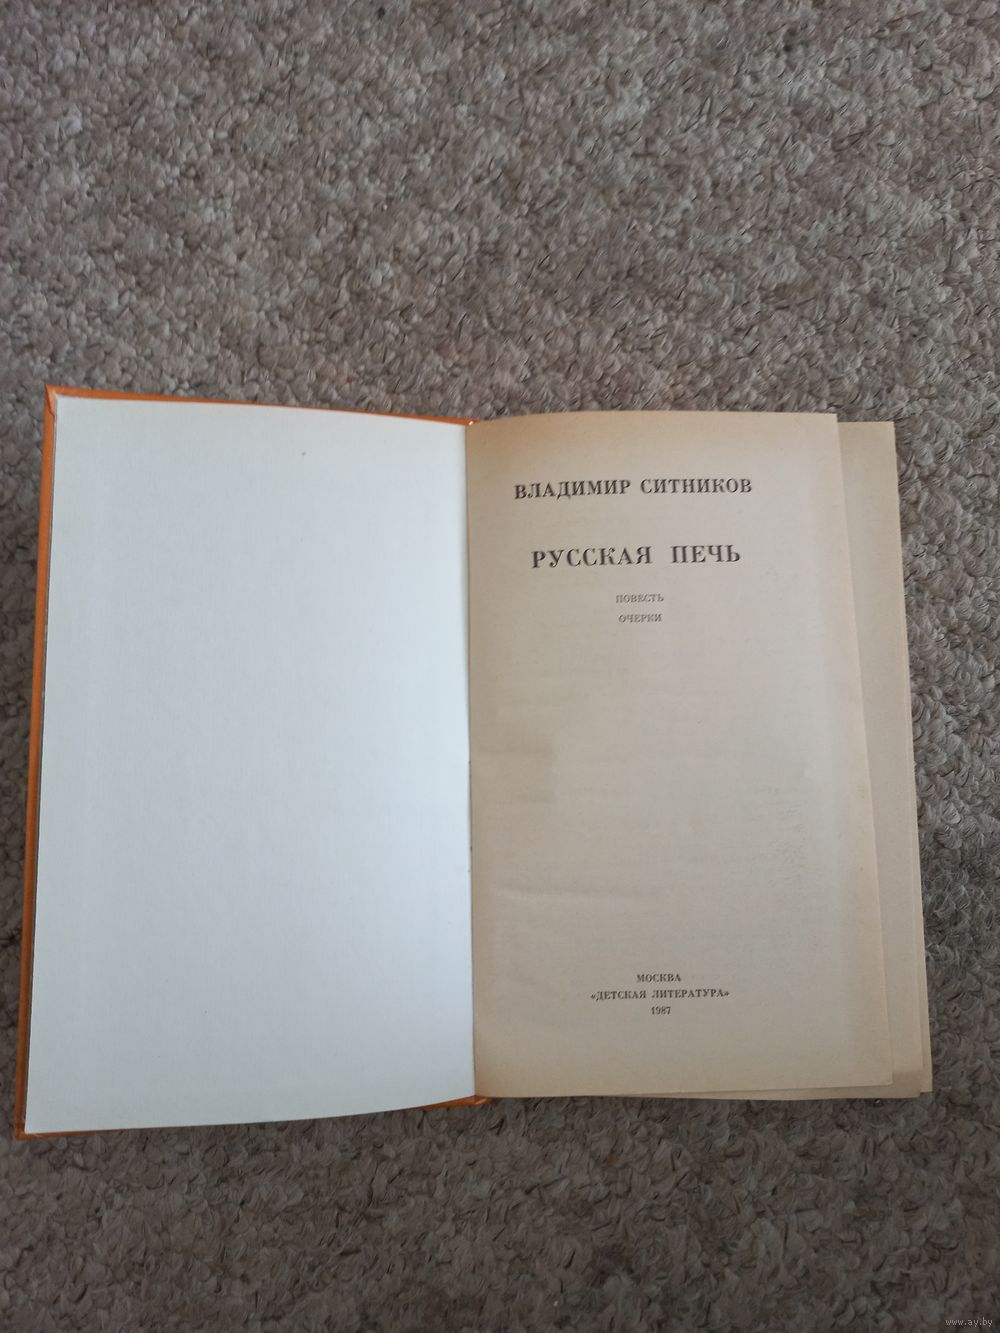 ВЛАДИМИР СИТНИКОВ
РУССКАЯ ПЕЧЬ
ПОВЕСТЬ
ОЧЕРКИ
МОСКВА
«ДЕТСКАЯ ЛИТЕРАТУРА»
1987
www.ay.by